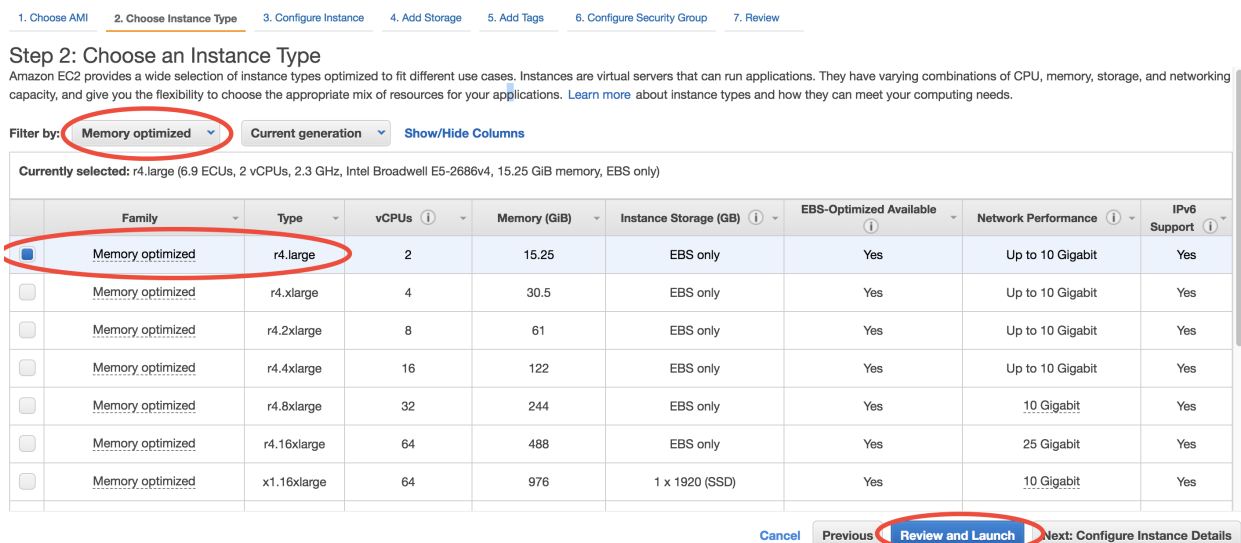 1. Choose AMI 2. Choose Instance Type 3. Configure Instance 4. Add Storage 5. Add Tags 6. Configure Security Group 7. Review
Step 2: Choose an Instance Type
Amazon EC2 provides a wide selection of instance types optimized to fit different use cases. Instances are virtual servers that can run applications. They have varying combinations of CPU, memory, storage, and networking
capacity, and give you the flexibility to choose the appropriate mix of resources for your applications. Learn more about instance types and how they can meet your computing needs.
Filter by: Memory optimized Current generation Show/Hide Columns
Currently selected: r4.large (6.9 ECUs, 2 vCPUs, 2.3 GHz, Intel Broadwell E5-2686v4, 15.25 GiB memory, EBS only)
Family Type vCPUs Memory (GiB) Instance Storage (GB) EBS-Optimized Available Network Performance IPv6 Support
Memory optimized r4.large 2 15.25 EBS only Yes Up to 10 Gigabit Yes
Memory optimized r4.xlarge 4 30.5 EBS only Yes Up to 10 Gigabit Yes
Memory optimized r4.2xlarge 8 61 EBS only Yes Up to 10 Gigabit Yes
Memory optimized r4.4xlarge 16 122 EBS only Yes Up to 10 Gigabit Yes
Memory optimized r4.8xlarge 32 244 EBS only Yes 10 Gigabit Yes
Memory optimized r4.16xlarge 64 488 EBS only Yes 25 Gigabit Yes
Memory optimized x1.16xlarge 64 976 1 x 1920 (SSD) Yes 10 Gigabit Yes
Cancel Previous Review and Launch Next: Configure Instance Details